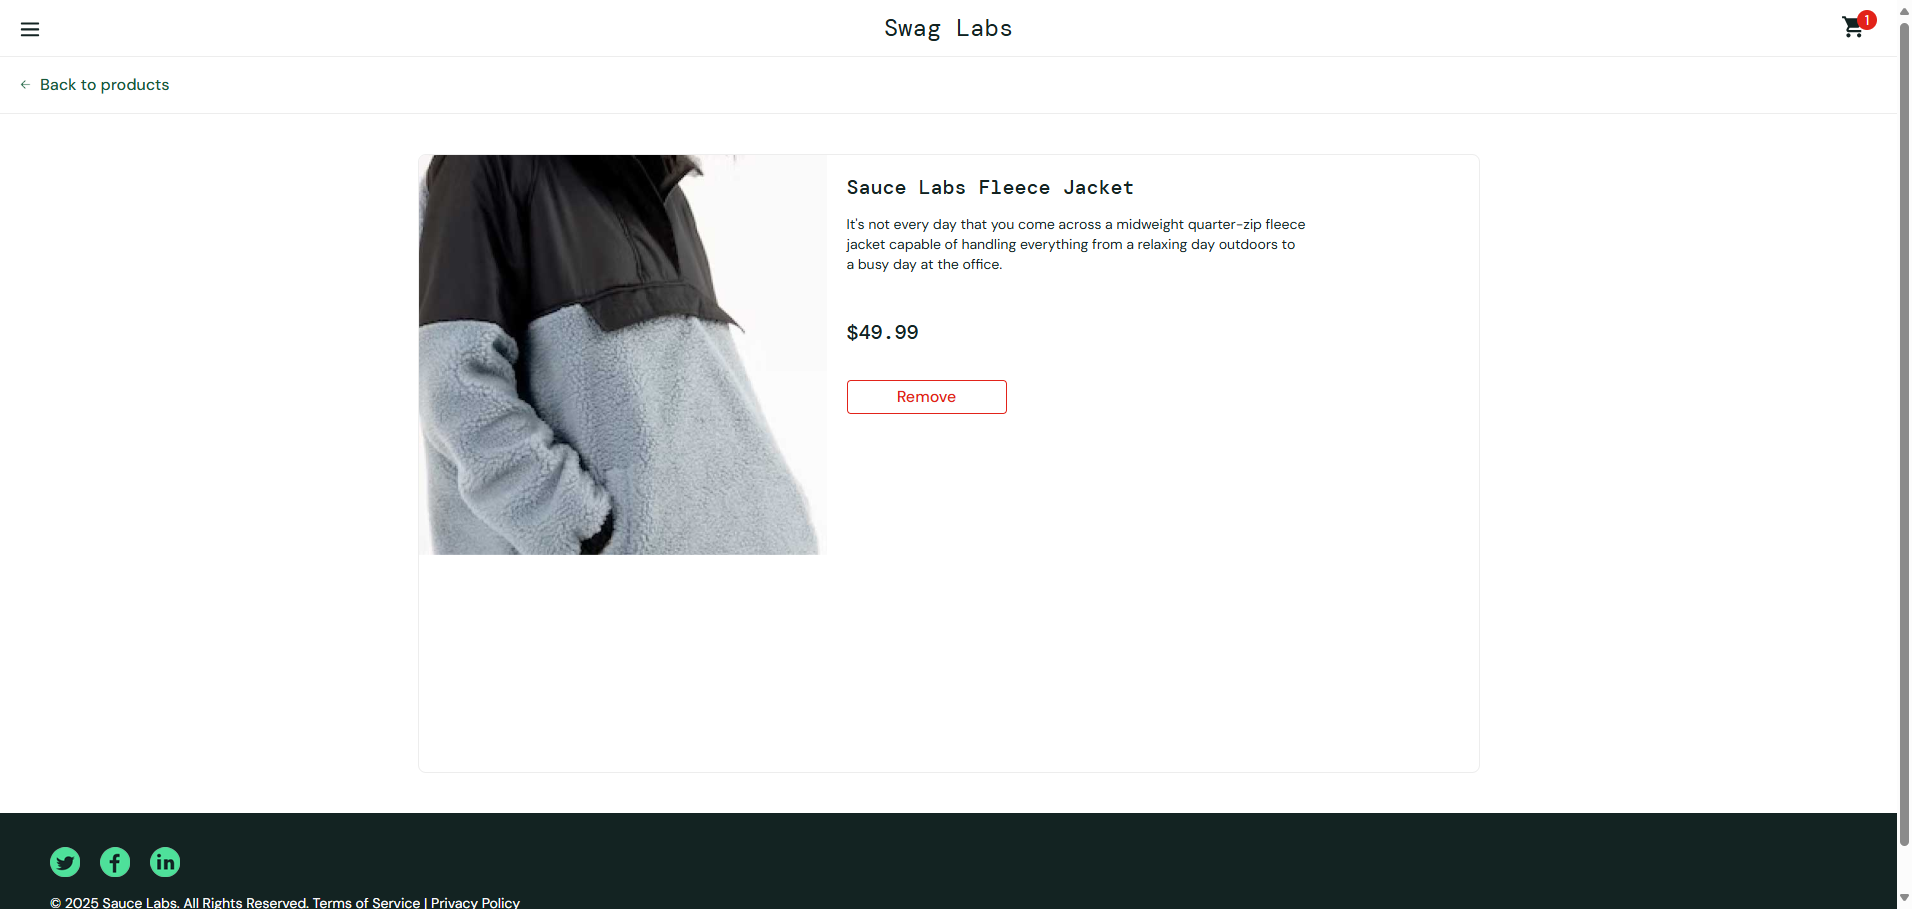 Swag Labs
1
Back to products
Sauce Labs Fleece Jacket
It's not every day that you come across a midweight quarter-zip fleece
jacket capable of handling everything from a relaxing day outdoors to
a busy day at the office.
$49.99
Remove
© 2025 Sauce Labs. All Rights Reserved. Terms of Service | Privacy Policy